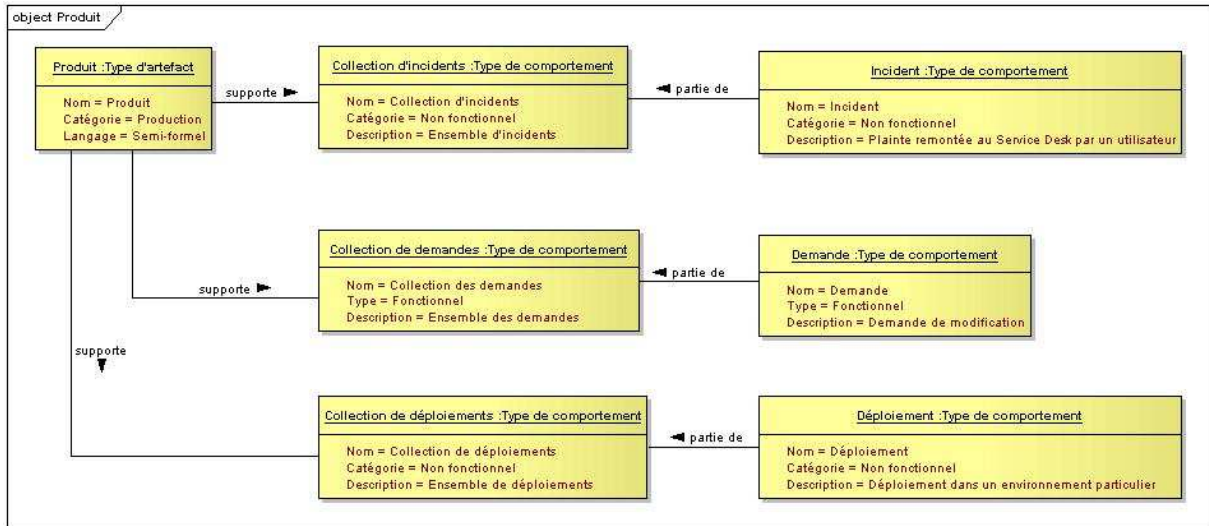 object Produit
Produit :Type d'artefact
Nom = Produit
Catégorie = Production
Langage = Semi-formel
supporte
Collection d'incidents :Type de comportement
Nom = Collection d'incidents
Catégorie = Non fonctionnel
Description = Ensemble d'incidents
partie de
Incident :Type de comportement
Nom = Incident
Catégorie = Non fonctionnel
Description = Plainte remontée au Service Desk par un utilisateur
supporte
Collection de demandes :Type de comportement
Nom = Collection des demandes
Type = Fonctionnel
Description = Ensemble des demandes
partie de
Demande :Type de comportement
Nom = Demande
Type = Fonctionnel
Description = Demande de modification
supporte
Collection de déploiements :Type de comportement
Nom = Collection de déploiements
Catégorie = Non fonctionnel
Description = Ensemble de déploiements
partie de
Déploiement :Type de comportement
Nom = Déploiement
Catégorie = Non fonctionnel
Description = Déploiement dans un environnement particulier